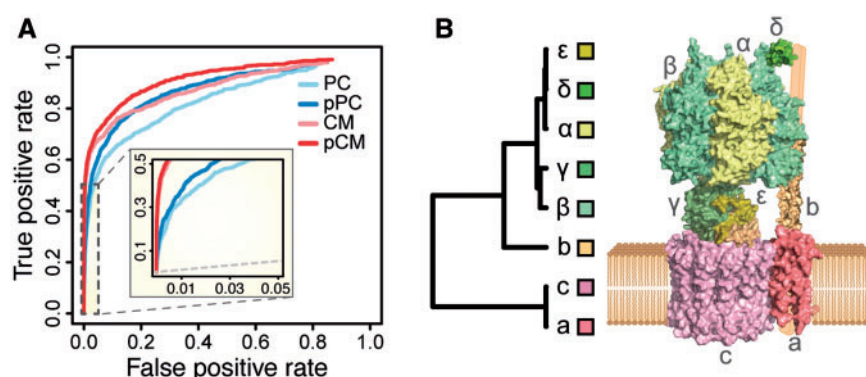 A
True positive rate
1.0
0.8
0.6
0.4
0.2
0.0
PC
pPC
CM
pCM
0.5
0.3
0.1
0.01
0.03
0.05
0.0
0.2
0.4
0.6
0.8
1.0
False positive rate
B
ε
δ
α
γ
β
b
c
a
δ
α
β
γ
ε
b
c
a